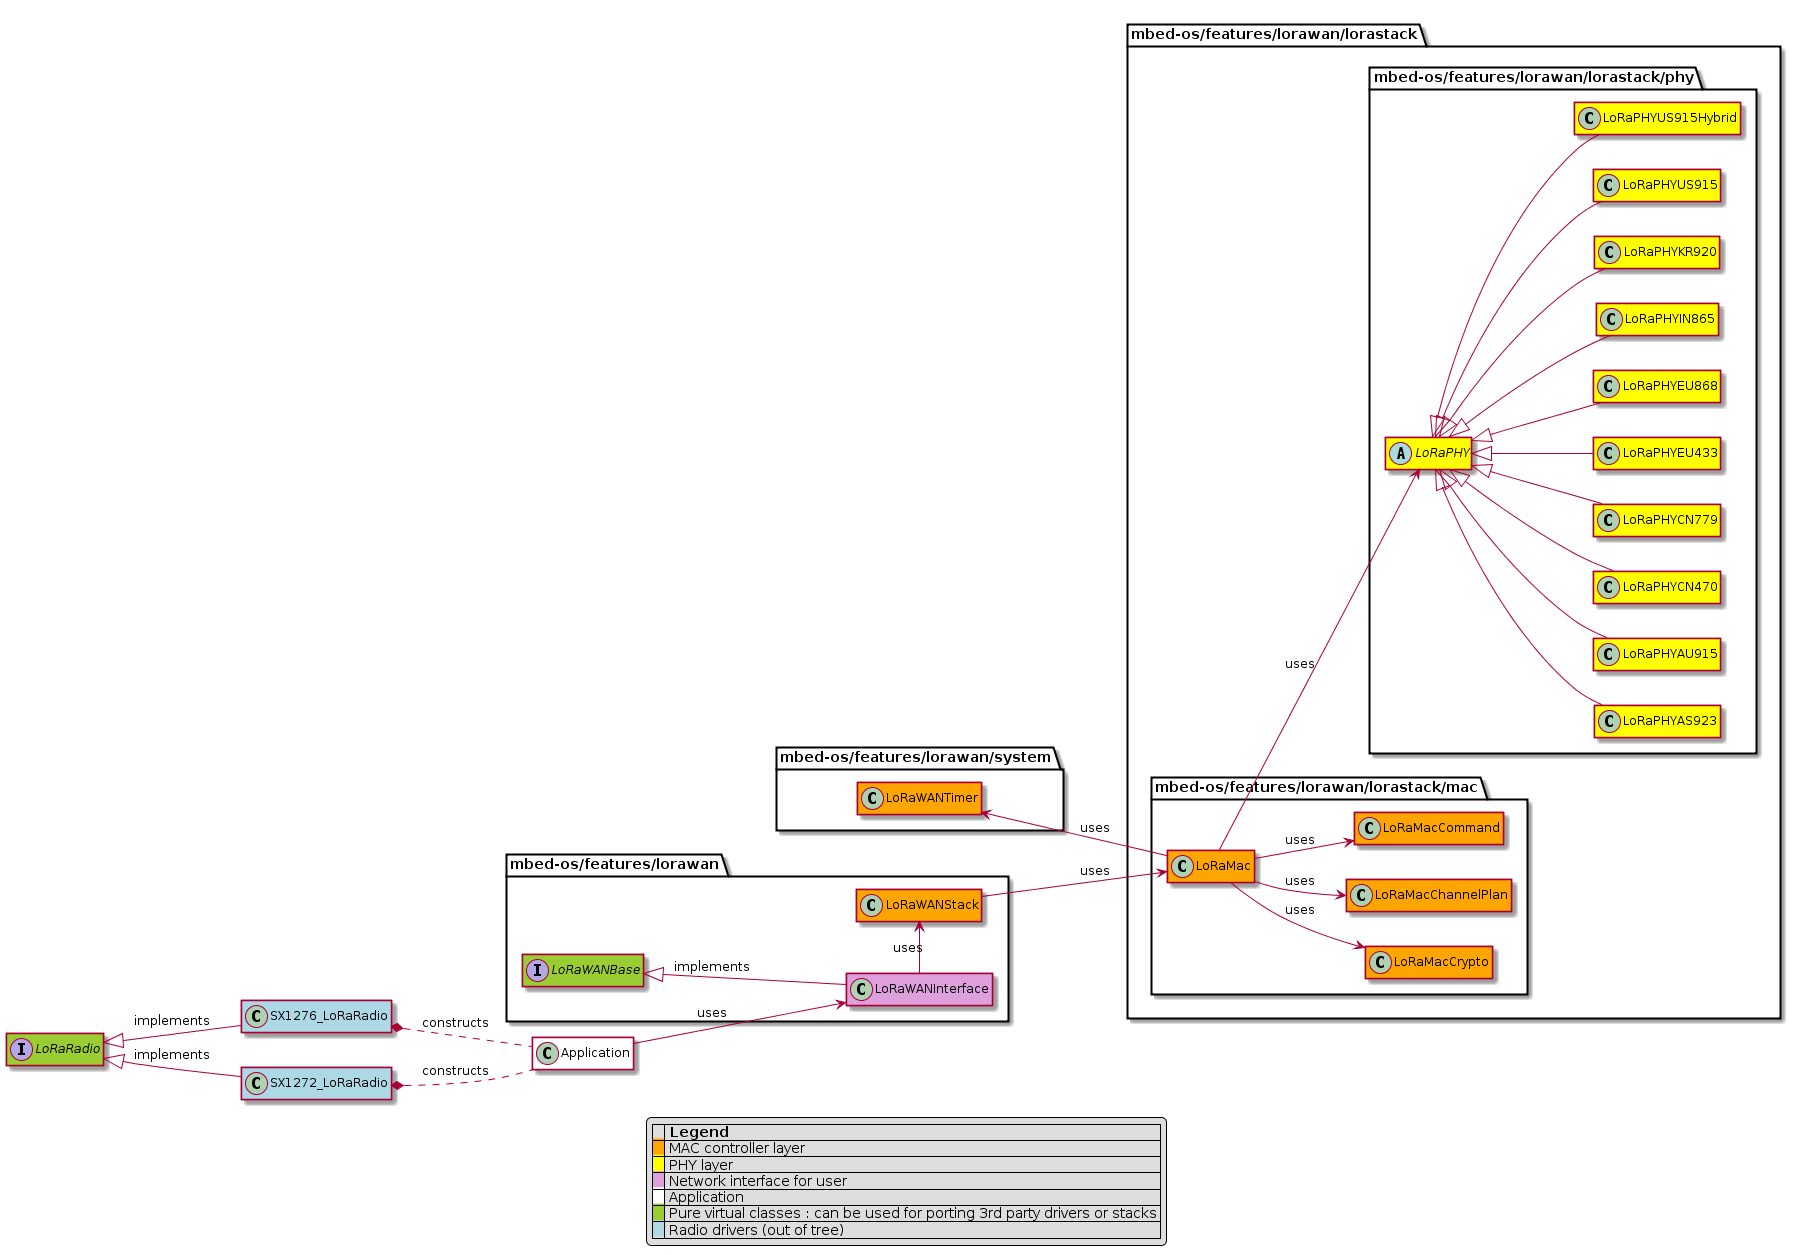 mbed-os/features/lorawan/lorastack
mbed-os/features/lorawan/lorastack/phy
C LoRaPHYUS915Hybrid
C LoRaPHYUS915
C LoRaPHYKR920
C LoRaPHYIN865
C LoRaPHYEU868
A LoRaPHY
C LoRaPHYEU433
C LoRaPHYCN779
C LoRaPHYCN470
C LoRaPHYAU915
C LoRaPHYAS923
uses
mbed-os/features/lorawan/system
C LoRaWANTimer
uses
mbed-os/features/lorawan/lorastack/mac
C LoRaMac
uses
C LoRaMacCommand
uses
C LoRaMacChannelPlan
uses
C LoRaMacCrypto
mbed-os/features/lorawan
C LoRaWANStack
uses
uses
I LoRaWANBase
implements
C LoRaWANInterface
uses
I LoRaRadio
implements
C SX1276_LoRaRadio
constructs
implements
C SX1272_LoRaRadio
constructs
C Application
Legend
MAC controller layer
PHY layer
Network interface for user
Application
Pure virtual classes : can be used for porting 3rd party drivers or stacks
Radio drivers (out of tree)